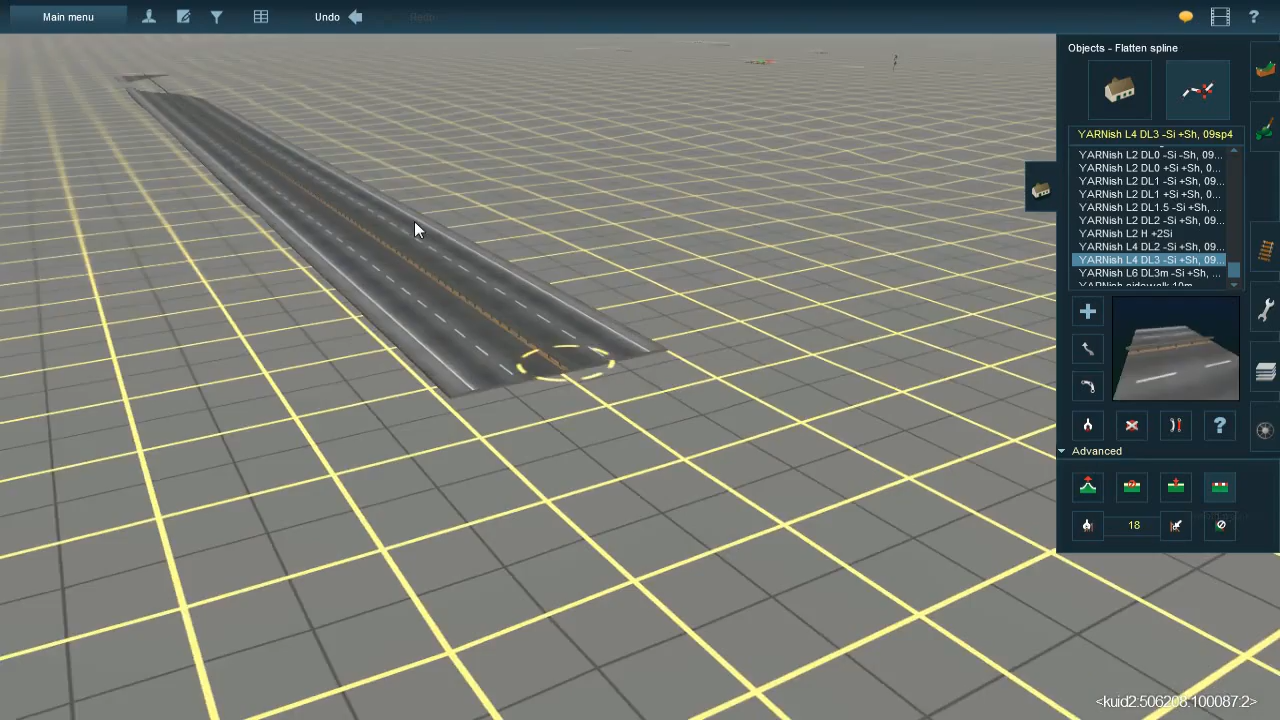 Main menu
Undo
Redo
?
Objects - Flatten spline
YARNish L4 DL3 -Si +Sh, 09sp4
YARNish L2 DL0 -Si -Sh, 09...
YARNish L2 DL0 +Si +Sh, 0...
YARNish L2 DL1 -Si +Sh, 09...
YARNish L2 DL1 +Si +Sh, 0...
YARNish L2 DL1.5 -Si +Sh,...
YARNish L2 DL2 -Si +Sh, 09...
YARNish L2 H +2Si
YARNish L4 DL2 -Si +Sh, 09...
YARNish L4 DL3 -Si +Sh, 09...
YARNish L6 DL3m -Si +Sh, ...
YARNish sidewalk 10m
?
Advanced
18
<kuid2:506208:100087:2>